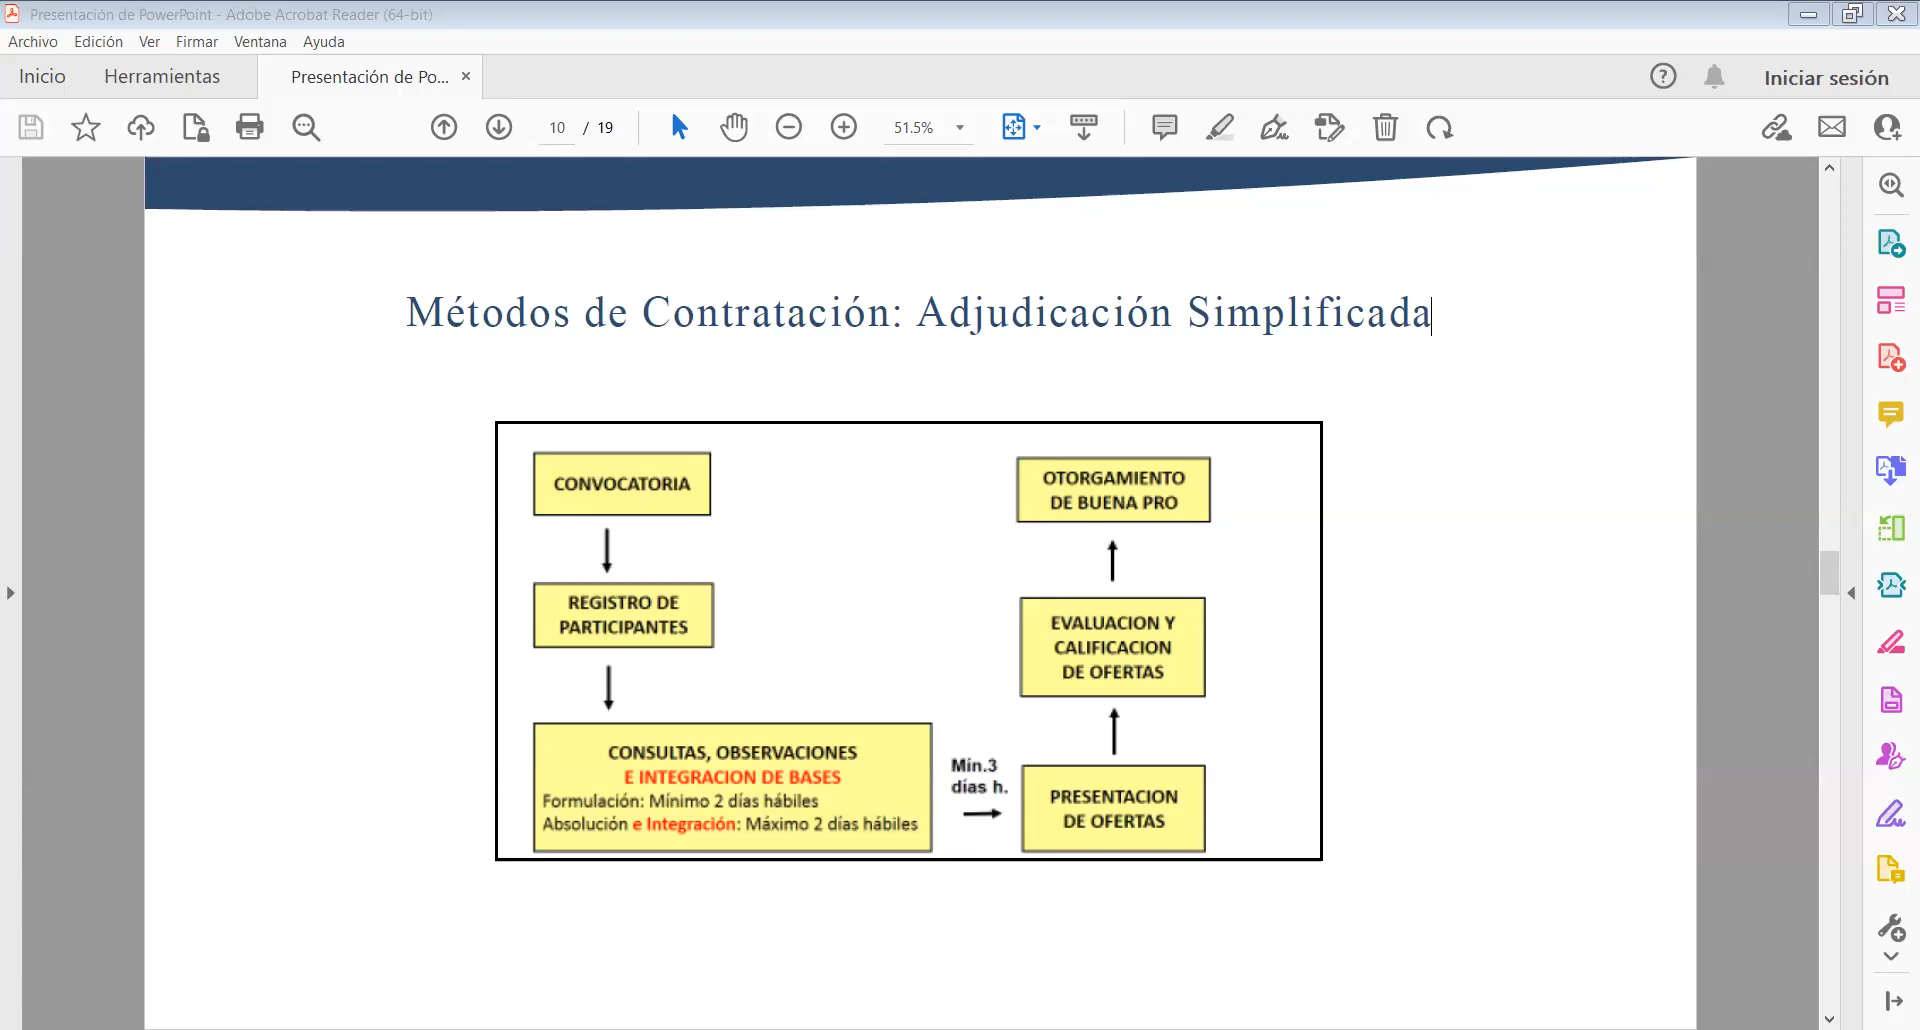 Presentación de PowerPoint - Adobe Acrobat Reader (64-bit)
Archivo Edición Ver Firmar Ventana Ayuda
Inicio Herramientas Presentación de Po... Iniciar sesión
10 / 19 51.5%
Métodos de Contratación: Adjudicación Simplificada
CONVOCATORIA
REGISTRO DE
PARTICIPANTES
CONSULTAS, OBSERVACIONES
E INTEGRACION DE BASES
Formulación: Mínimo 2 días hábiles
Absolución e Integración: Máximo 2 días hábiles
Mín.3
días h.
PRESENTACION
DE OFERTAS
EVALUACION Y
CALIFICACION
DE OFERTAS
OTORGAMIENTO
DE BUENA PRO